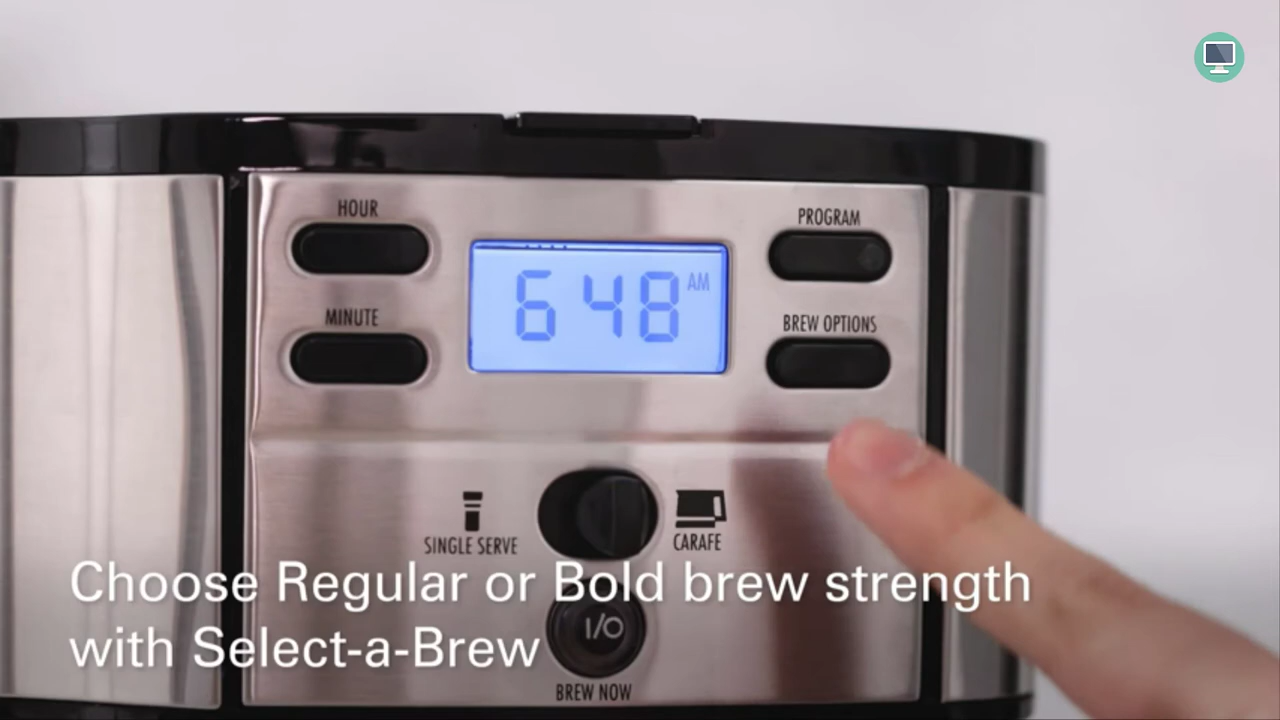 HOUR
PROGRAM
648 AM
MINUTE
BREW OPTIONS
SINGLE SERVE
CARAFE
Choose Regular or Bold brew strength
with Select-a-Brew
I/O
BREW NOW